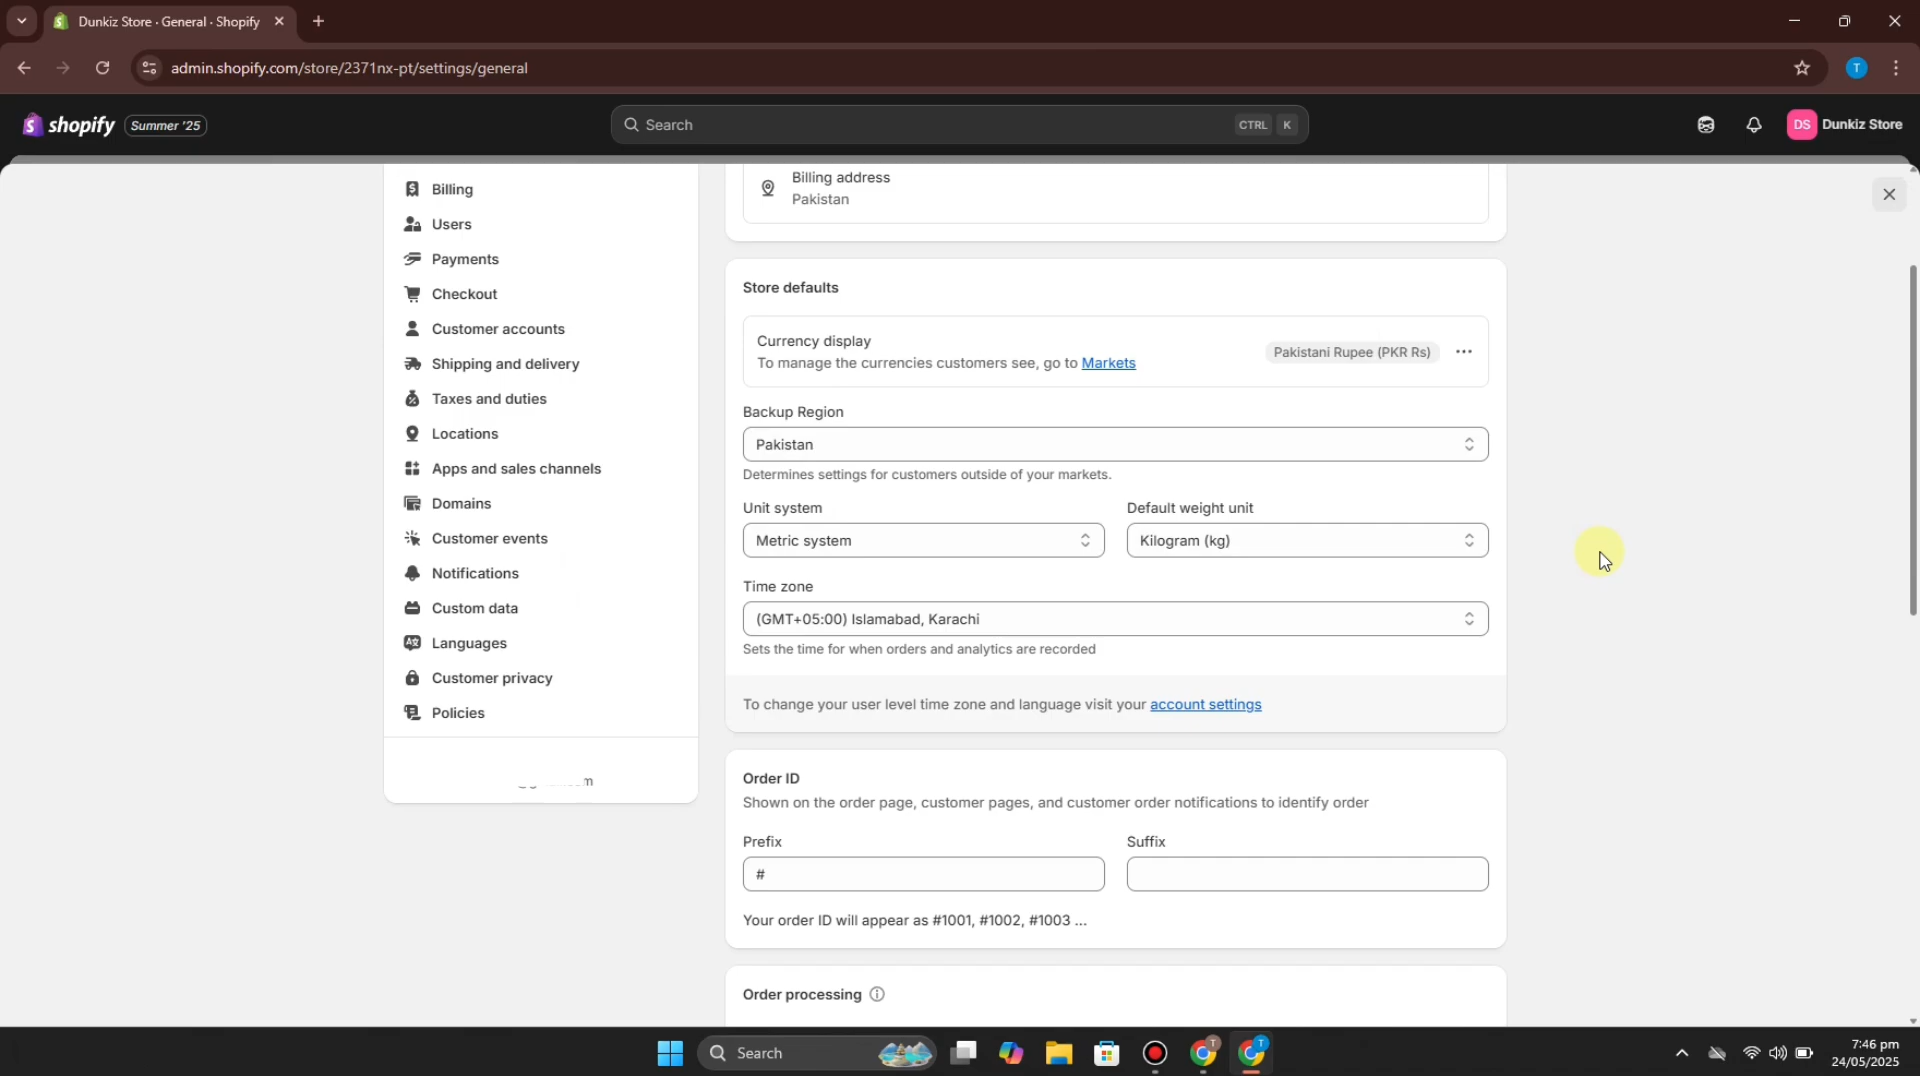 Dunkiz Store · General · Shopify
admin.shopify.com/store/2371nx-pt/settings/general
T
shopify
Summer '25
Search
CTRL K
DS
Dunkiz Store
Billing
Users
Payments
Checkout
Customer accounts
Shipping and delivery
Taxes and duties
Locations
Apps and sales channels
Domains
Customer events
Notifications
Custom data
Languages
Customer privacy
Policies
Billing address
Pakistan
Store defaults
Currency display
To manage the currencies customers see, go to Markets
Pakistani Rupee (PKR Rs)
Backup Region
Pakistan
Determines settings for customers outside of your markets.
Unit system
Default weight unit
Metric system
Kilogram (kg)
Time zone
(GMT+05:00) Islamabad, Karachi
Sets the time for when orders and analytics are recorded
To change your user level time zone and language visit your account settings
Order ID
Shown on the order page, customer pages, and customer order notifications to identify order
Prefix
Suffix
#
Your order ID will appear as #1001, #1002, #1003 ...
Order processing
Search
7:46 pm
24/05/2025